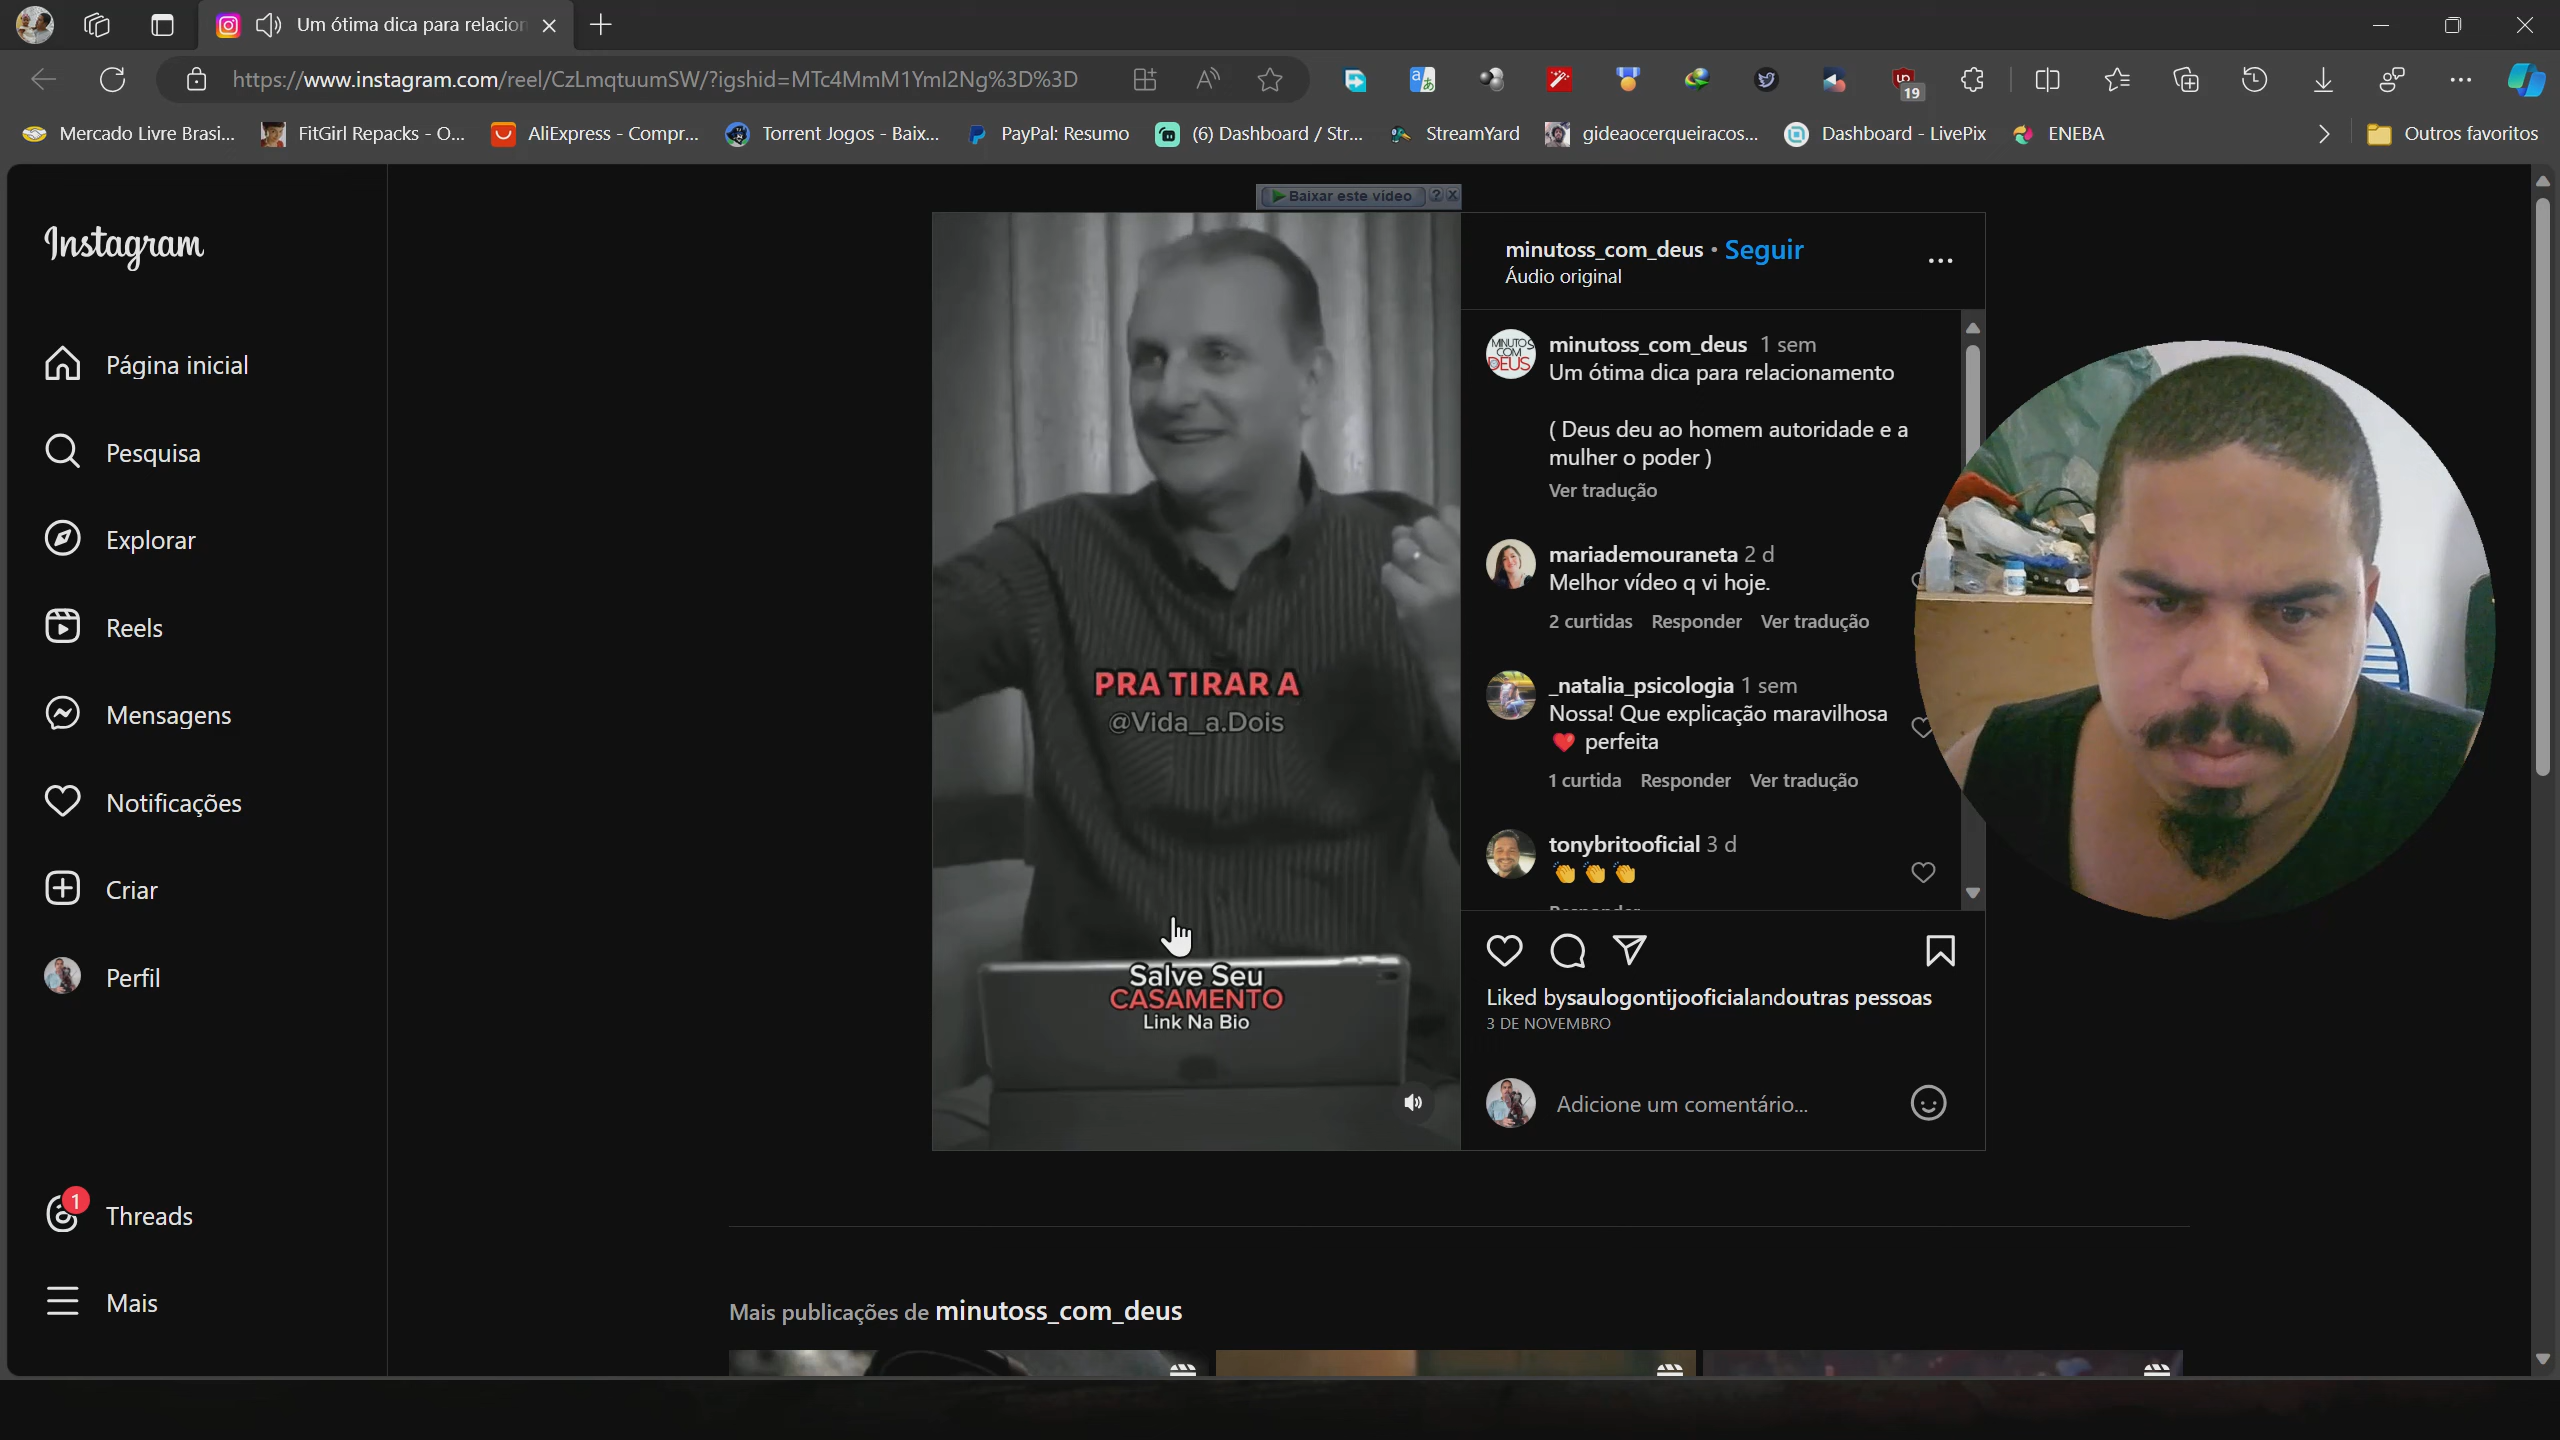 Um ótima dica para relacion
https://www.instagram.com/reel/CzLmqtuumSW/?igshid=MTc4MmM1YmI2Ng%3D%3D
19
Mercado Livre Brasi...
FitGirl Repacks - O...
AliExpress - Compr...
Torrent Jogos - Baix...
PayPal: Resumo
(6) Dashboard / Str...
StreamYard
gideaocerqueiracos...
Dashboard - LivePix
ENEBA
Outros favoritos
Instagram
Página inicial
Pesquisa
Explorar
Reels
Mensagens
Notificações
Criar
Perfil
1
Threads
Mais
Baixar este vídeo
PRA TIRAR A
@Vida_a.Dois
Salve Seu
CASAMENTO
Link Na Bio
minutoss_com_deus • Seguir
Áudio original
MINUTOS
COM
DEUS
minutoss_com_deus 1 sem
Um ótima dica para relacionamento
( Deus deu ao homem autoridade e a
mulher o poder )
Ver tradução
mariademouraneta 2 d
Melhor vídeo q vi hoje.
2 curtidas Responder Ver tradução
_natalia_psicologia 1 sem
Nossa! Que explicação maravilhosa
❤️ perfeita
1 curtida Responder Ver tradução
tonybritooficial 3 d
👏👏👏
Liked bysaulogontijooficialandoutras pessoas
3 DE NOVEMBRO
Adicione um comentário...
Mais publicações de minutoss_com_deus